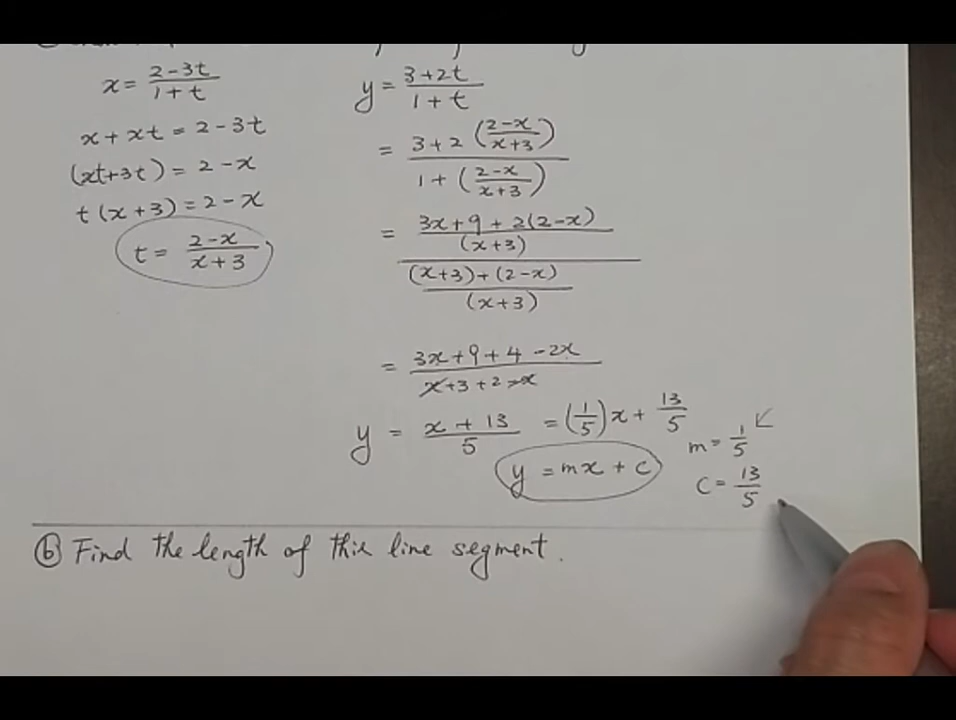 x = (2-3t)/(1+t)
x + xt = 2-3t
(xt+3t) = 2-x
t(x+3) = 2-x
t = (2-x)/(x+3)
y = (3+2t)/(1+t)
= (3+2((2-x)/(x+3)))/(1+((2-x)/(x+3)))
= ((3x+9+2(2-x))/(x+3))/(((x+3)+(2-x))/(x+3))
= (3x+9+4-2x)/(x+3+2-x)
y = (x+13)/5 = (1/5)x + 13/5
y = mx + c
m = 1/5
c = 13/5
ⓑ Find the length of this line segment.